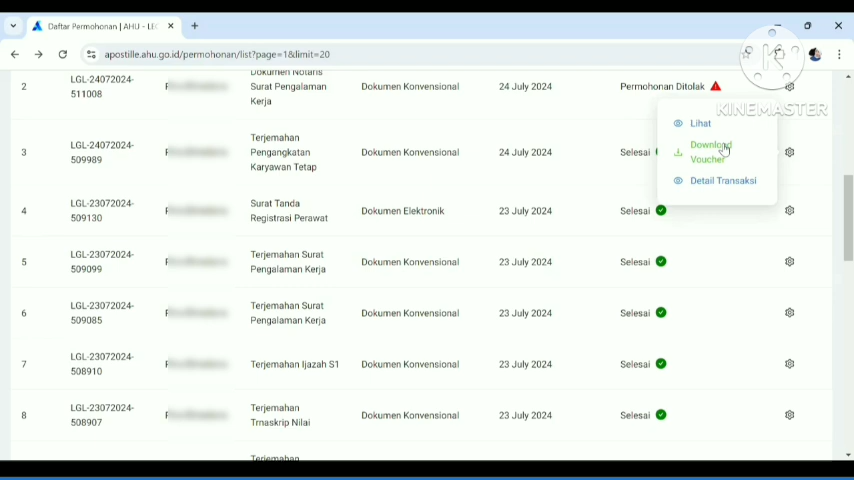 Daftar Permohonan | AHU - LEG
apostille.ahu.go.id/permohonan/list?page=1&limit=20
KINEMASTER
2
LGL-24072024-
511008
Dokumen Notaris
Surat Pengalaman
Kerja
Dokumen Konvensional
24 July 2024
Permohonan Ditolak
Lihat
Download
Voucher
Detail Transaksi
3
LGL-24072024-
509989
Terjemahan
Pengangkatan
Karyawan Tetap
Dokumen Konvensional
24 July 2024
Selesai
4
LGL-23072024-
509130
Surat Tanda
Registrasi Perawat
Dokumen Elektronik
23 July 2024
Selesai
5
LGL-23072024-
509099
Terjemahan Surat
Pengalaman Kerja
Dokumen Konvensional
23 July 2024
Selesai
6
LGL-23072024-
509085
Terjemahan Surat
Pengalaman Kerja
Dokumen Konvensional
23 July 2024
Selesai
7
LGL-23072024-
508910
Terjemahan Ijazah S1
Dokumen Konvensional
23 July 2024
Selesai
8
LGL-23072024-
508907
Terjemahan
Trnaskrip Nilai
Dokumen Konvensional
23 July 2024
Selesai
Terjemahan